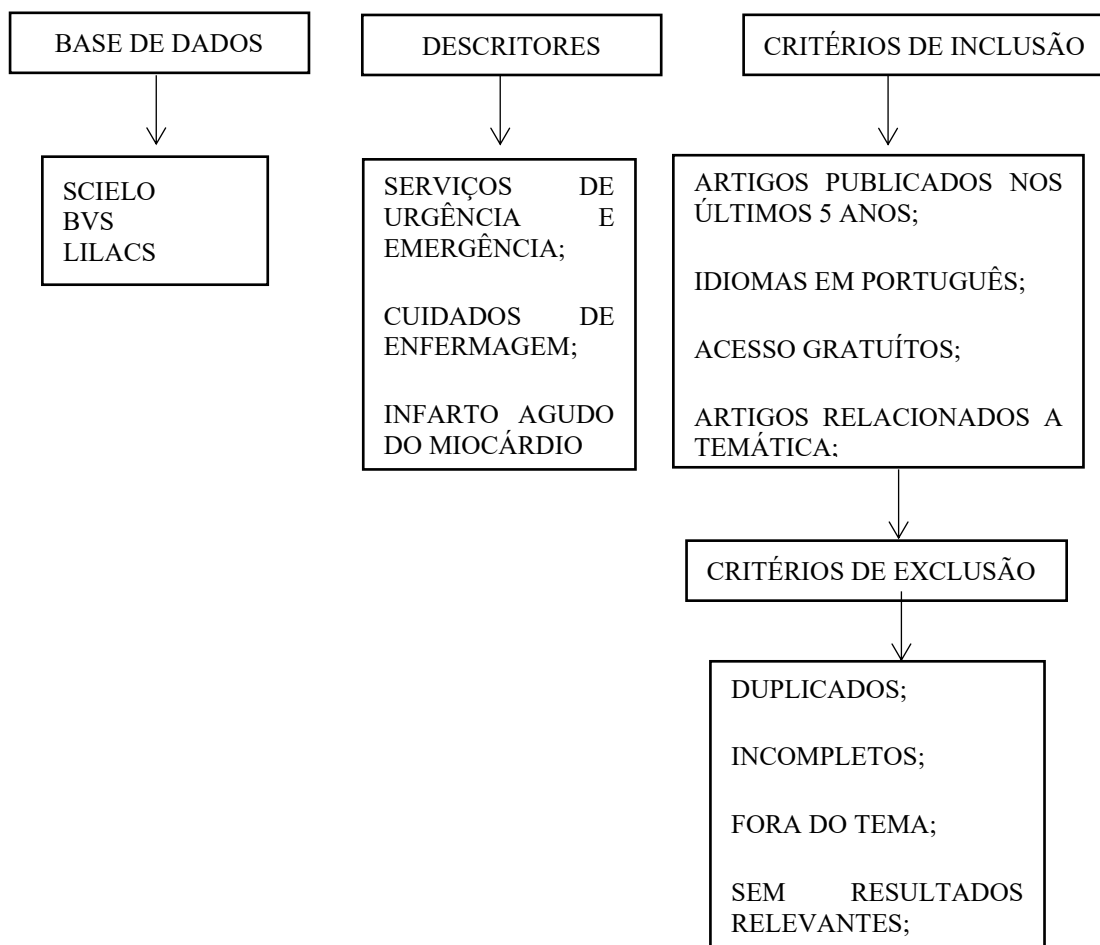 BASE DE DADOS
SCIELO
BVS
LILACS
DESCRITORES
SERVIÇOS DE
URGÊNCIA E
EMERGÊNCIA;
CUIDADOS DE
ENFERMAGEM;
INFARTO AGUDO
DO MIOCÁRDIO
CRITÉRIOS DE INCLUSÃO
ARTIGOS PUBLICADOS NOS
ÚLTIMOS 5 ANOS;
IDIOMAS EM PORTUGUÊS;
ACESSO GRATUÍTOS;
ARTIGOS RELACIONADOS A
TEMÁTICA;
CRITÉRIOS DE EXCLUSÃO
DUPLICADOS;
INCOMPLETOS;
FORA DO TEMA;
SEM RESULTADOS
RELEVANTES;